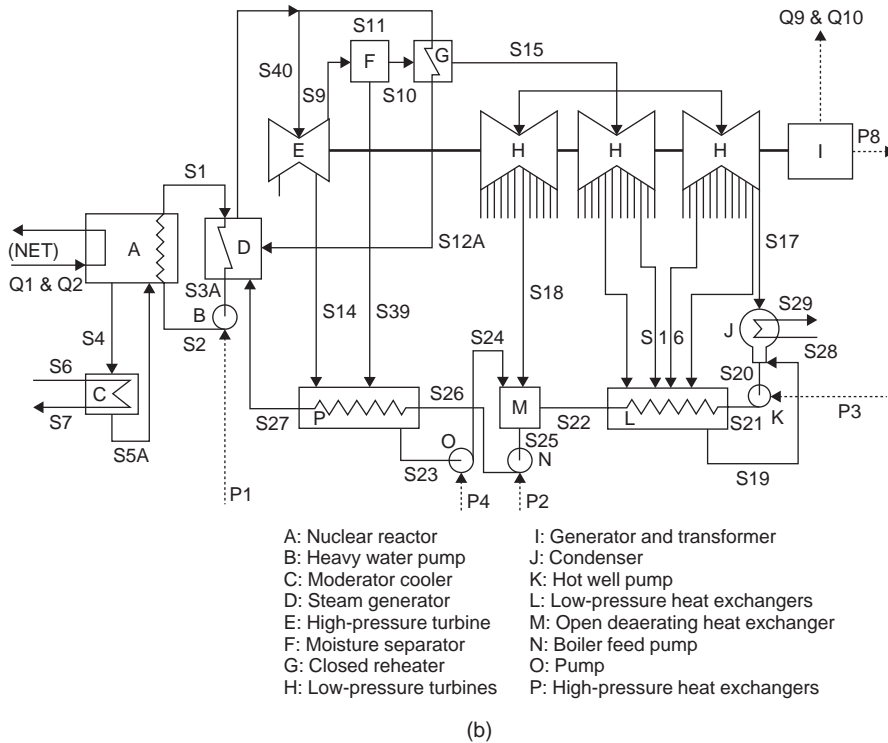 Q9 & Q10
S11
G
S15
S40
F
S9
S10
E
H
H
H
I
P8
S1
(NET)
A
D
S12A
S17
Q1 & Q2
S3A
S29
B
S14
S39
S18
J
S4
S2
S24
S 1 6
S28
S6
S26
S20
C
M
P3
S7
S27
P
S22
L
S21
K
O
S25
S5A
S23
N
S19
P1
P4
P2
A: Nuclear reactor
B: Heavy water pump
C: Moderator cooler
D: Steam generator
E: High-pressure turbine
F: Moisture separator
G: Closed reheater
H: Low-pressure turbines
I: Generator and transformer
J: Condenser
K: Hot well pump
L: Low-pressure heat exchangers
M: Open deaerating heat exchanger
N: Boiler feed pump
O: Pump
P: High-pressure heat exchangers
(b)